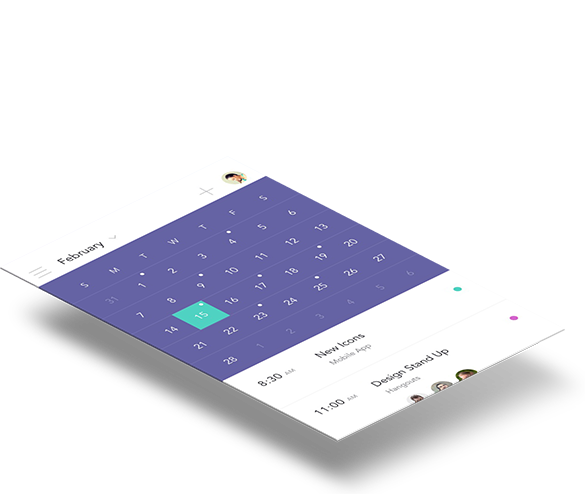 February
S M T W T F S
31 1 2 3 4 5 6
7 8 9 10 11 12 13
14 15 16 17 18 19 20
21 22 23 24 25 26 27
28 1 2 3 4 5 6
8:30 AM New Icons
Mobile App
11:00 AM Design Stand Up
Hangouts